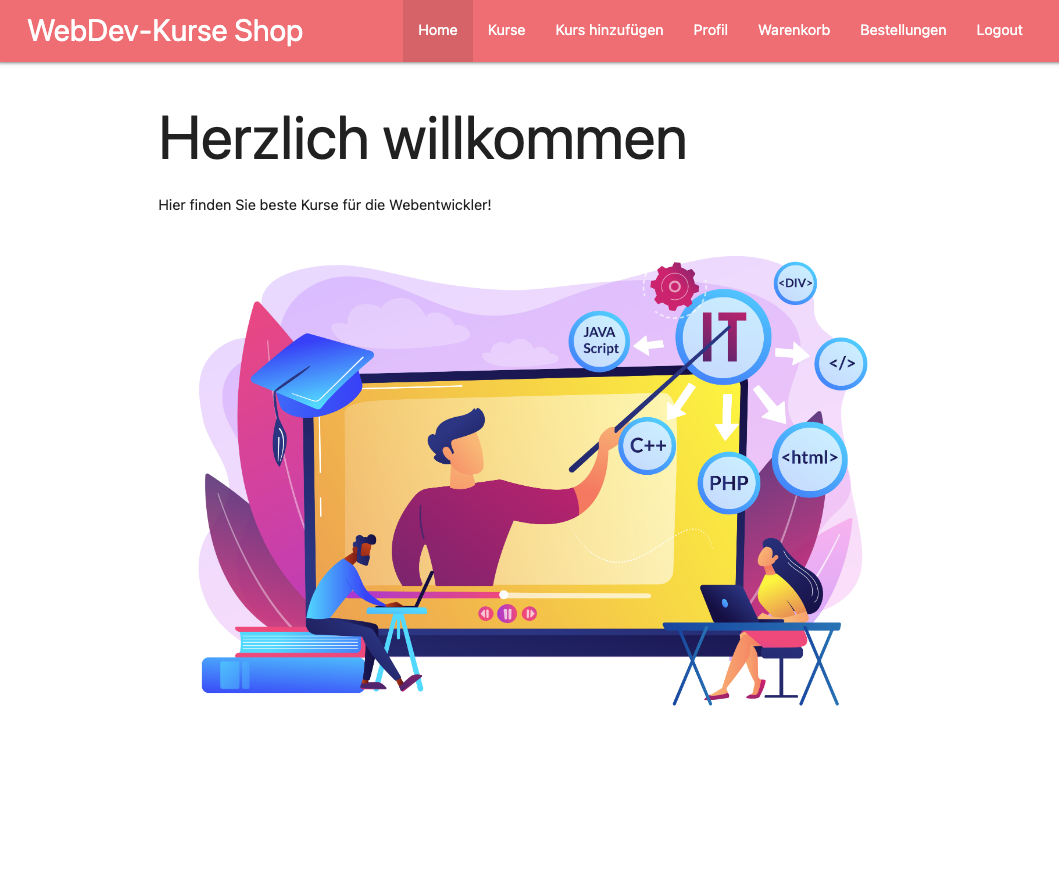 WebDev-Kurse Shop
Home Kurse Kurs hinzufügen Profil Warenkorb Bestellungen Logout
Herzlich willkommen
Hier finden Sie beste Kurse für die Webentwickler!
<DIV>
IT
JAVA
Script
</>
C++
<html>
PHP